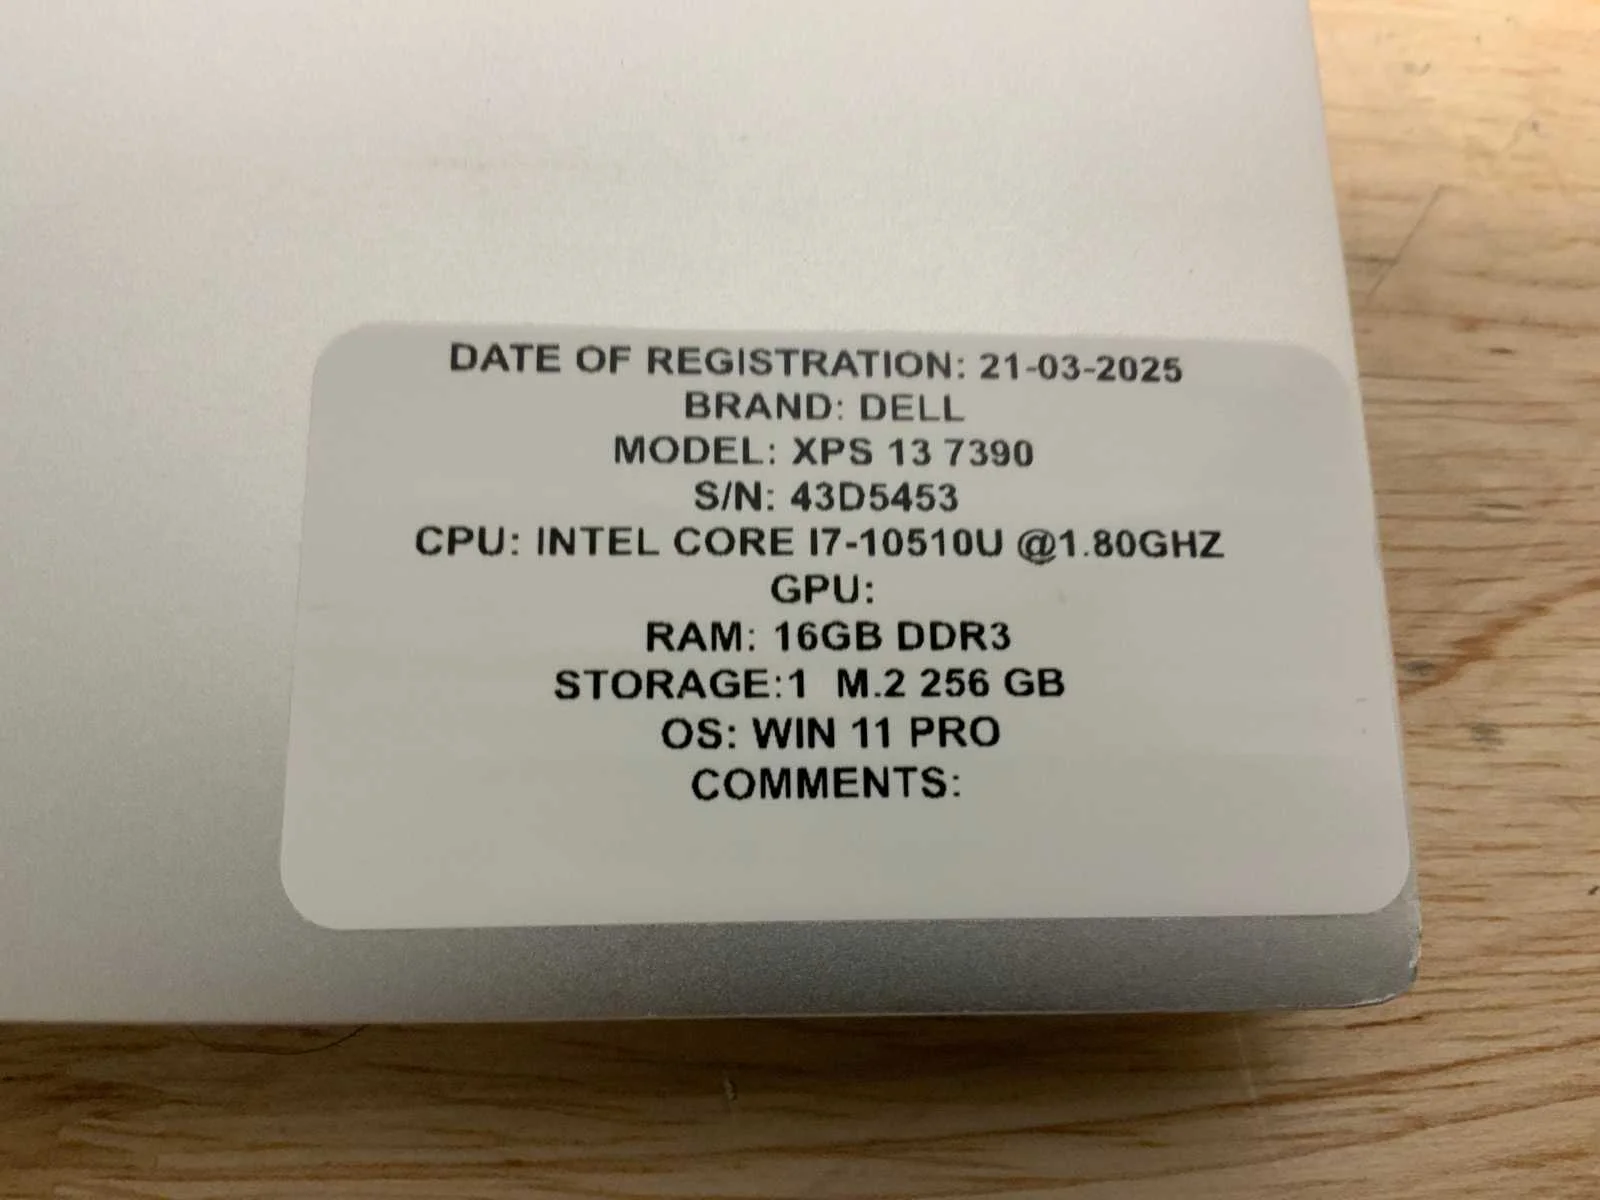 DATE OF REGISTRATION: 21-03-2025
BRAND: DELL
MODEL: XPS 13 7390
S/N: 43D5453
CPU: INTEL CORE I7-10510U @1.80GHZ
GPU:
RAM: 16GB DDR3
STORAGE:1 M.2 256 GB
OS: WIN 11 PRO
COMMENTS: